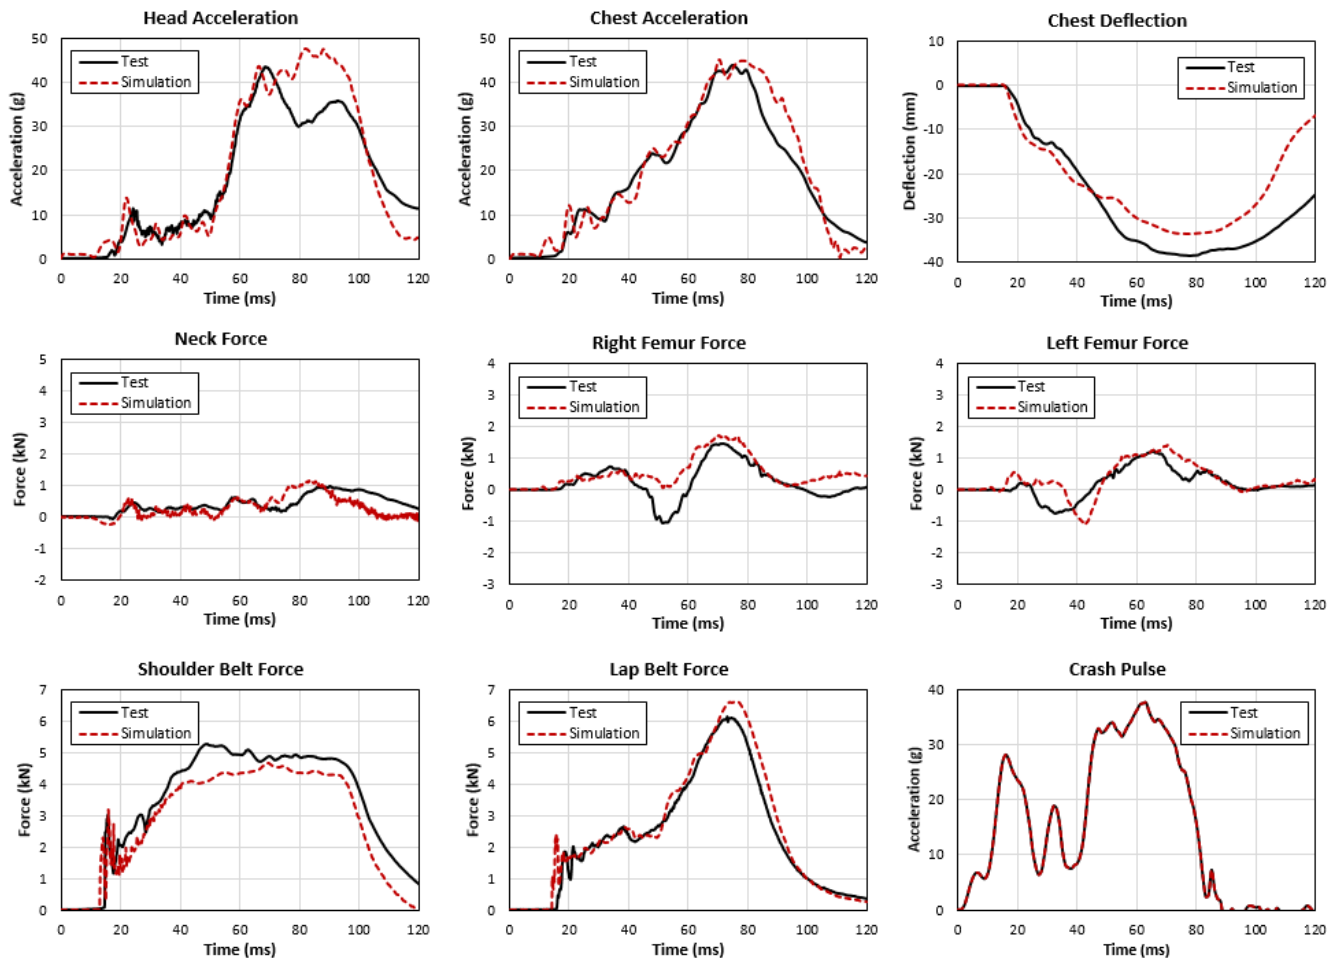 Head Acceleration
Acceleration (g)
50
40
30
20
10
0
Test
Simulation
0 20 40 60 80 100 120
Time (ms)
Chest Acceleration
Acceleration (g)
50
40
30
20
10
0
Test
Simulation
0 20 40 60 80 100 120
Time (ms)
Chest Deflection
Deflection (mm)
10
0
-10
-20
-30
-40
Test
Simulation
0 20 40 60 80 100 120
Time (ms)
Neck Force
Force (kN)
5
4
3
2
1
0
-1
-2
Test
Simulation
0 20 40 60 80 100 120
Time (ms)
Right Femur Force
Force (kN)
4
3
2
1
0
-1
-2
-3
Test
Simulation
0 20 40 60 80 100 120
Time (ms)
Left Femur Force
Force (kN)
4
3
2
1
0
-1
-2
-3
Test
Simulation
0 20 40 60 80 100 120
Time (ms)
Shoulder Belt Force
Force (kN)
7
6
5
4
3
2
1
0
Test
Simulation
0 20 40 60 80 100 120
Time (ms)
Lap Belt Force
Force (kN)
7
6
5
4
3
2
1
0
Test
Simulation
0 20 40 60 80 100 120
Time (ms)
Crash Pulse
Acceleration (g)
40
30
20
10
0
Test
Simulation
0 20 40 60 80 100 120
Time (ms)